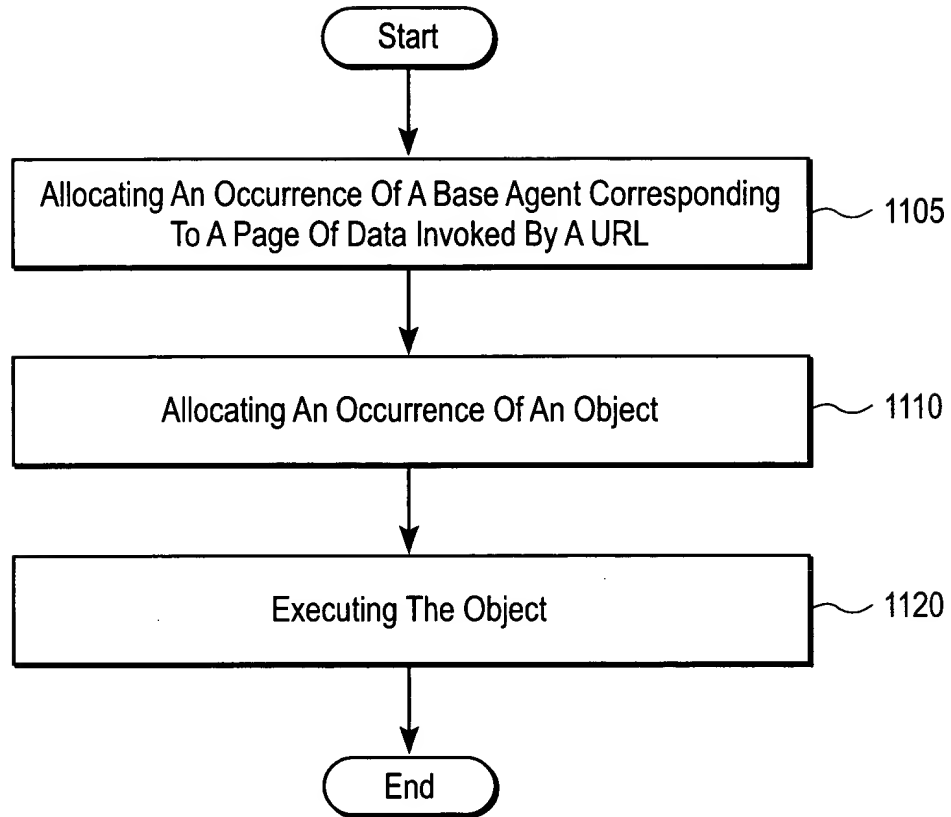 Start
Allocating An Occurrence Of A Base Agent Corresponding
To A Page Of Data Invoked By A URL
1105
Allocating An Occurrence Of An Object
1110
Executing The Object
1120
End